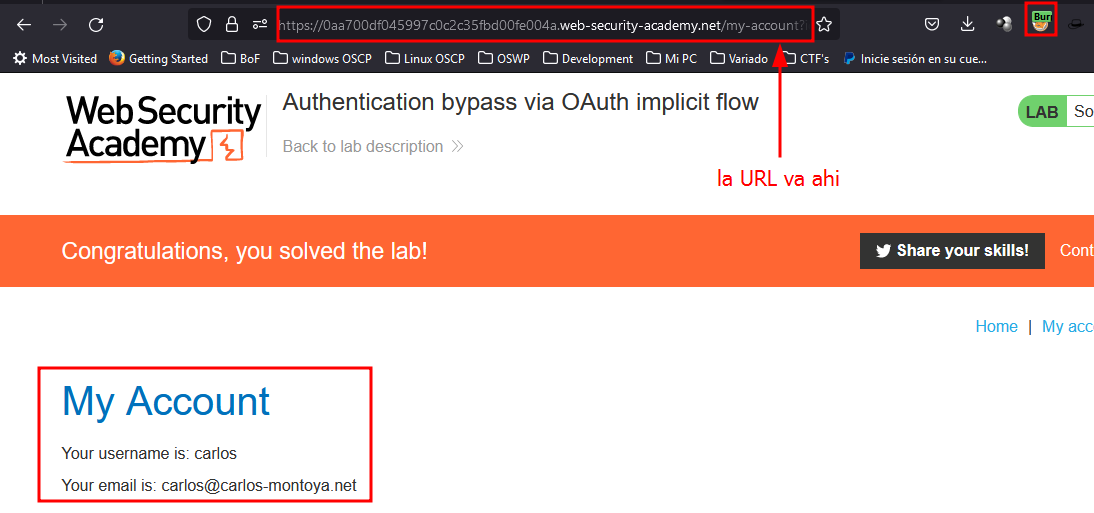 https://0aa700df045997c0c2c35fbd00fe004a.web-security-academy.net/my-account?
Bur
Most Visited Getting Started BoF windows OSCP Linux OSCP OSWP Development Mi PC Variado CTF's Inicie sesión en su cue...
Web Security
Academy
Authentication bypass via OAuth implicit flow
Back to lab description
LAB So
la URL va ahi
Congratulations, you solved the lab!
Share your skills! Cont
Home | My acc
My Account
Your username is: carlos
Your email is: carlos@carlos-montoya.net